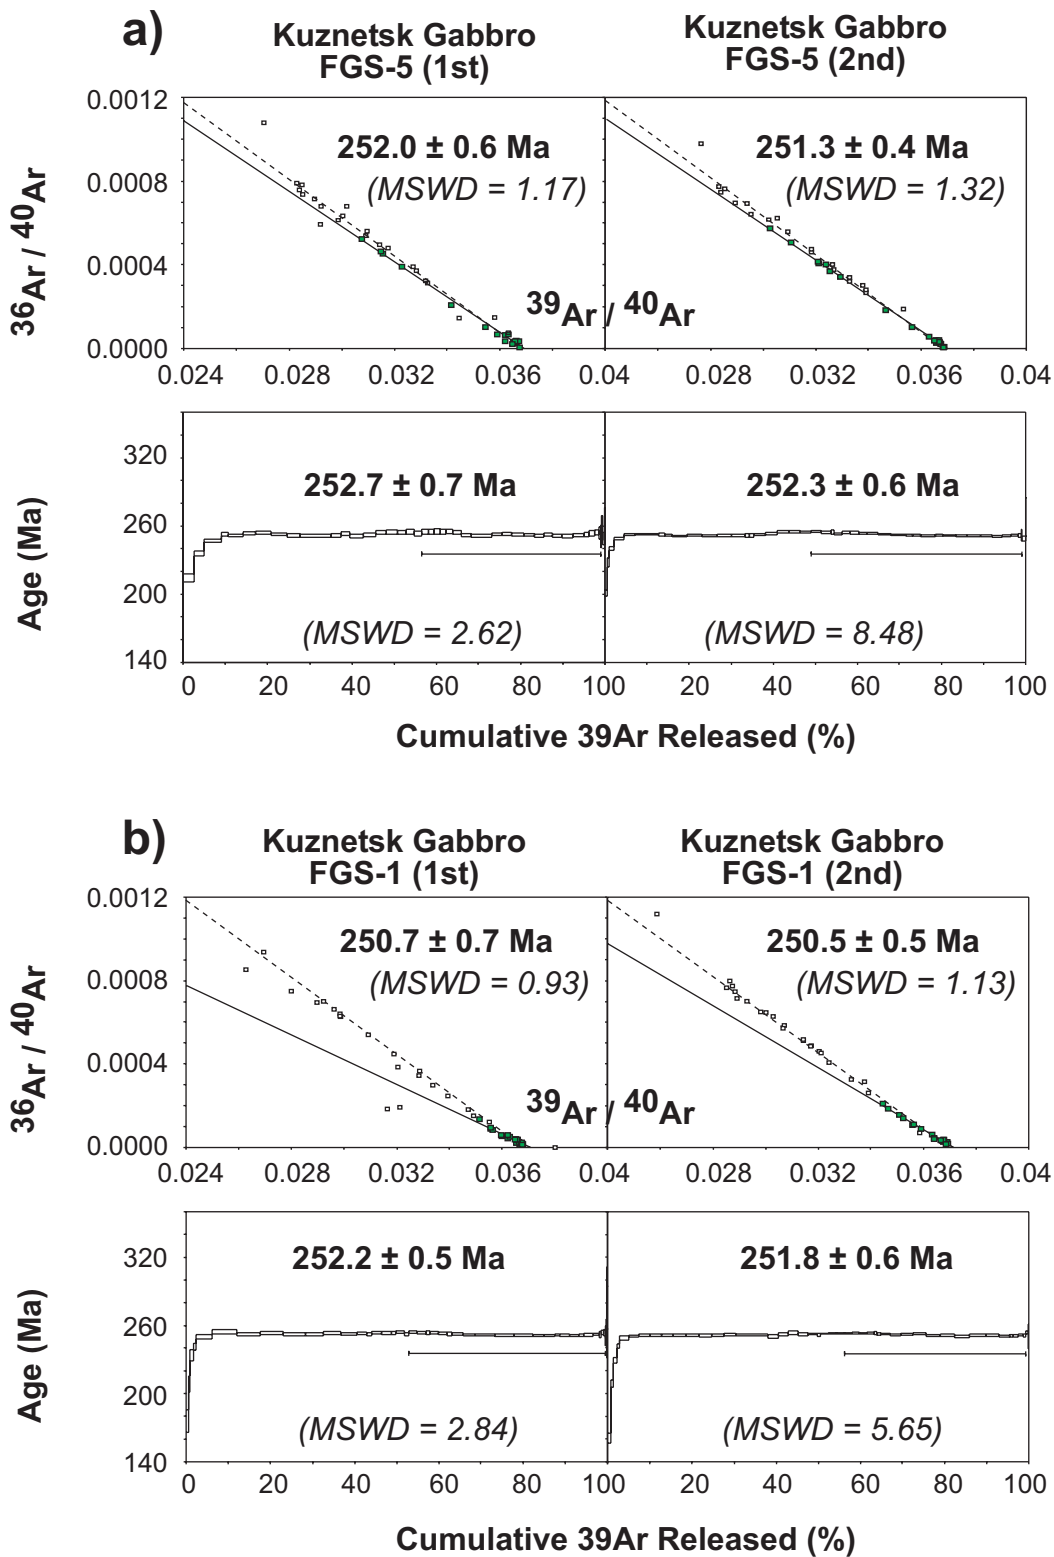 a)
Kuznetsk Gabbro
FGS-5 (1st)
Kuznetsk Gabbro
FGS-5 (2nd)
36Ar / 40Ar
0.0012
0.0008
0.0004
0.0000
252.0 ± 0.6 Ma
(MSWD = 1.17)
251.3 ± 0.4 Ma
(MSWD = 1.32)
39Ar / 40Ar
0.024 0.028 0.032 0.036 0.04 0.028 0.032 0.036 0.04
Age (Ma)
320
260
200
140
252.7 ± 0.7 Ma
(MSWD = 2.62)
252.3 ± 0.6 Ma
(MSWD = 8.48)
0 20 40 60 80 100 20 40 60 80 100
Cumulative 39Ar Released (%)
b)
Kuznetsk Gabbro
FGS-1 (1st)
Kuznetsk Gabbro
FGS-1 (2nd)
36Ar / 40Ar
0.0012
0.0008
0.0004
0.0000
250.7 ± 0.7 Ma
(MSWD = 0.93)
250.5 ± 0.5 Ma
(MSWD = 1.13)
39Ar / 40Ar
0.024 0.028 0.032 0.036 0.04 0.028 0.032 0.036 0.04
Age (Ma)
320
260
200
140
252.2 ± 0.5 Ma
(MSWD = 2.84)
251.8 ± 0.6 Ma
(MSWD = 5.65)
0 20 40 60 80 100 20 40 60 80 100
Cumulative 39Ar Released (%)